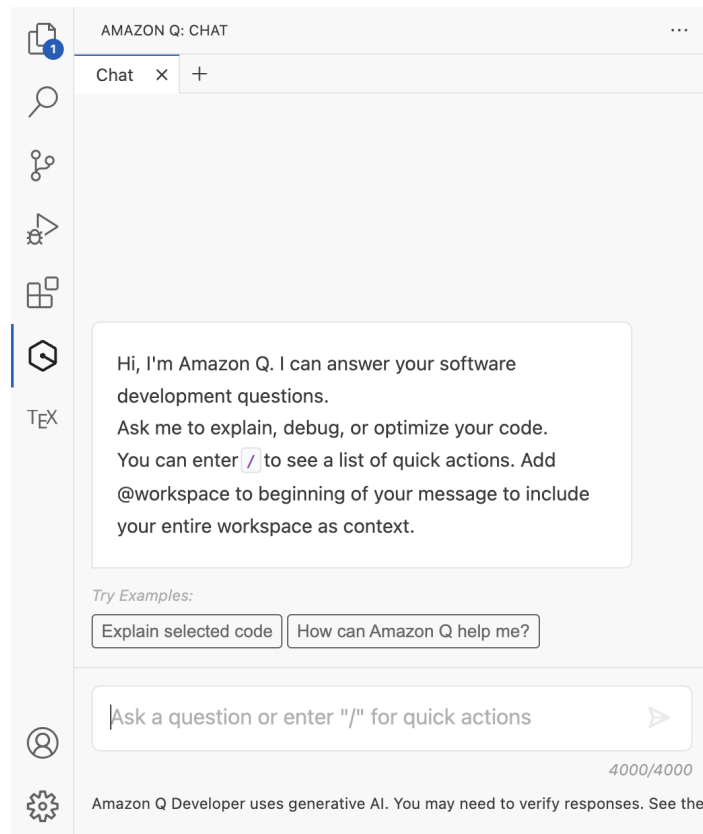 1
AMAZON Q: CHAT
Chat
Hi, I'm Amazon Q. I can answer your software
development questions.
Ask me to explain, debug, or optimize your code.
You can enter / to see a list of quick actions. Add
@workspace to beginning of your message to include
your entire workspace as context.
TEX
Try Examples:
Explain selected code
How can Amazon Q help me?
Ask a question or enter "/" for quick actions
4000/4000
Amazon Q Developer uses generative AI. You may need to verify responses. See the